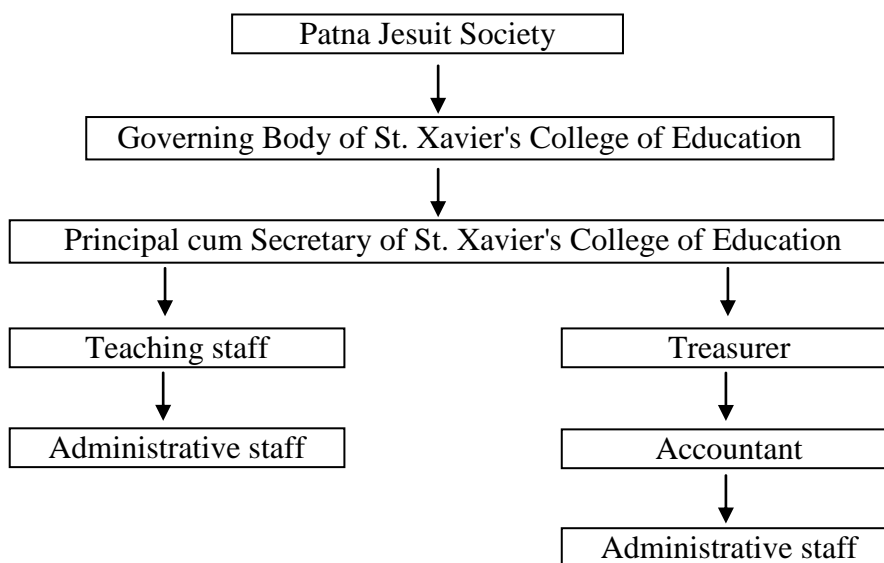 Patna Jesuit Society
Governing Body of St. Xavier's College of Education
Principal cum Secretary of St. Xavier's College of Education
Teaching staff
Treasurer
Administrative staff
Accountant
Administrative staff